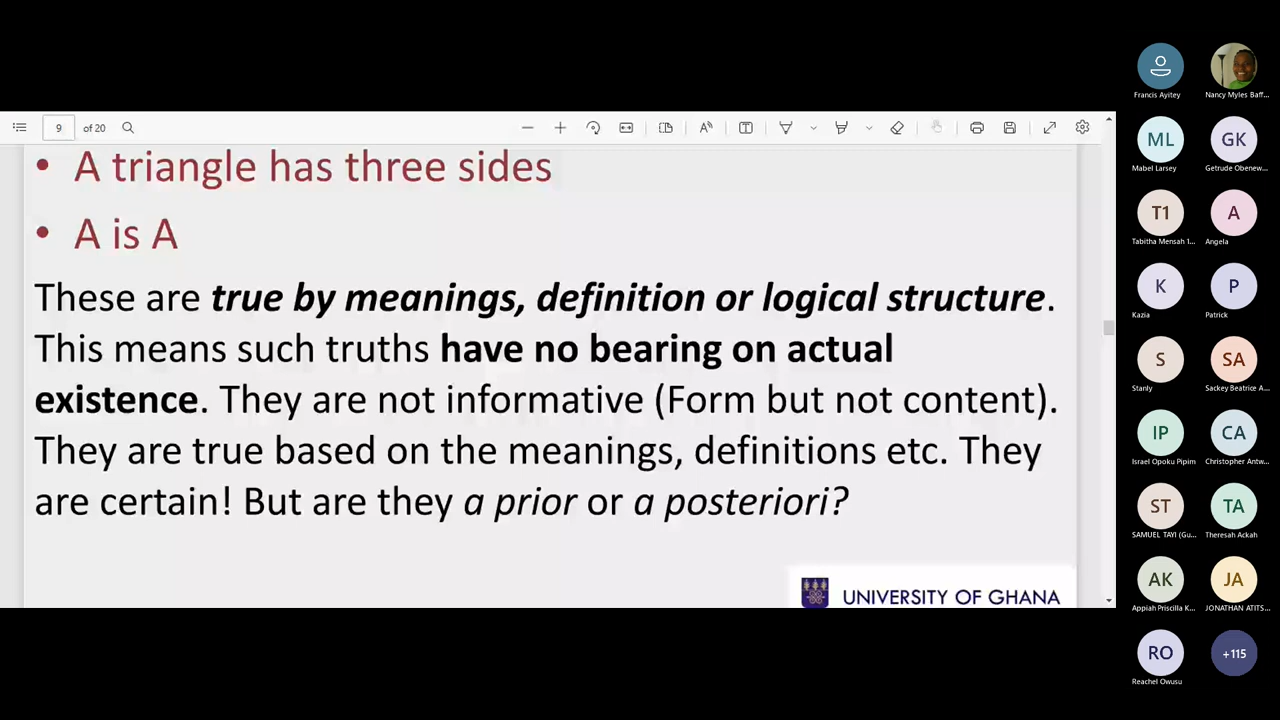 9 of 20
• A triangle has three sides
• A is A
These are true by meanings, definition or logical structure.
This means such truths have no bearing on actual
existence. They are not informative (Form but not content).
They are true based on the meanings, definitions etc. They
are certain! But are they a prior or a posteriori?
UNIVERSITY OF GHANA
Francis Ayitey
Nancy Myles Baff...
ML
GK
Mabel Larsey
Getrude Obenew...
T1
A
Tabitha Mensah 1...
Angela
K
P
Kazia
Patrick
S
SA
Stanly
Sackey Beatrice A...
IP
CA
Israel Opoku Pipim
Christopher Antw...
ST
TA
SAMUEL TAYI (Gu...
Theresah Ackah
AK
JA
Appiah Priscilla K...
JONATHAN ATITS...
RO
+115
Reachel Owusu